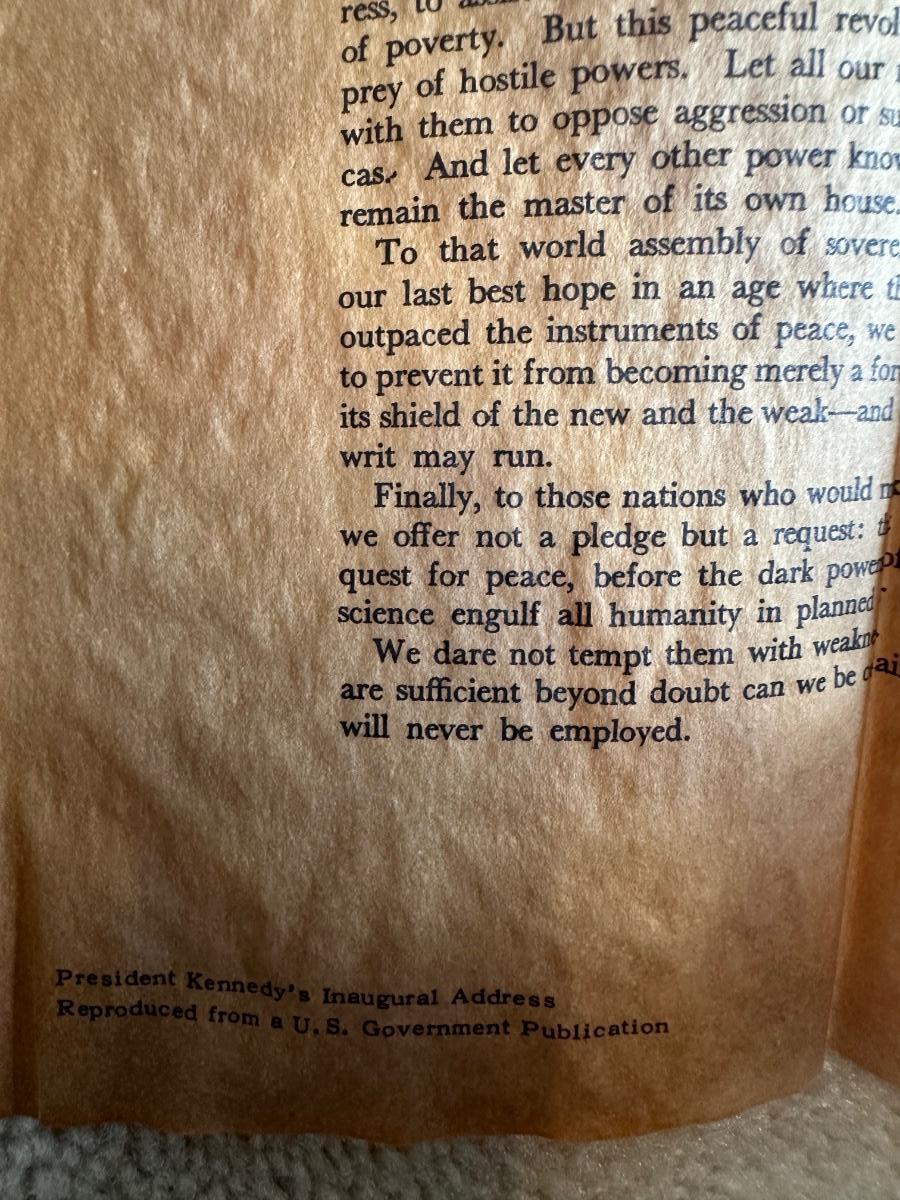 ress, to
of poverty. But this peaceful
prey of hostile powers. Let all our
with them to oppose aggression or
cas. And let every other power
remain the master of its own house.
To that world assembly of
our last best hope in an age where
outpaced the instruments of peace, we
to prevent it from becoming merely a
its shield of the new and the weak—and
writ may run.
Finally, to those nations who would
we offer not a pledge but a request:
quest for peace, before the dark
science engulf all humanity in planned
We dare not tempt them with
are sufficient beyond doubt can we be
will never be employed.
President Kennedy's Inaugural Address
Reproduced from a U.S. Government Publication